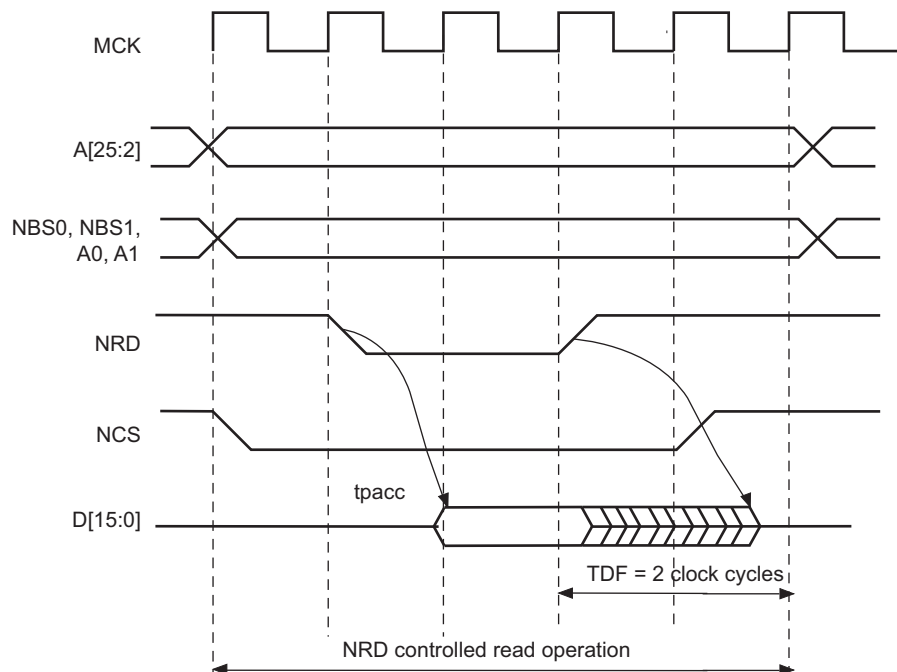 MCK
A[25:2]
NBS0, NBS1,
A0, A1
NRD
NCS
tpacc
D[15:0]
TDF = 2 clock cycles
NRD controlled read operation